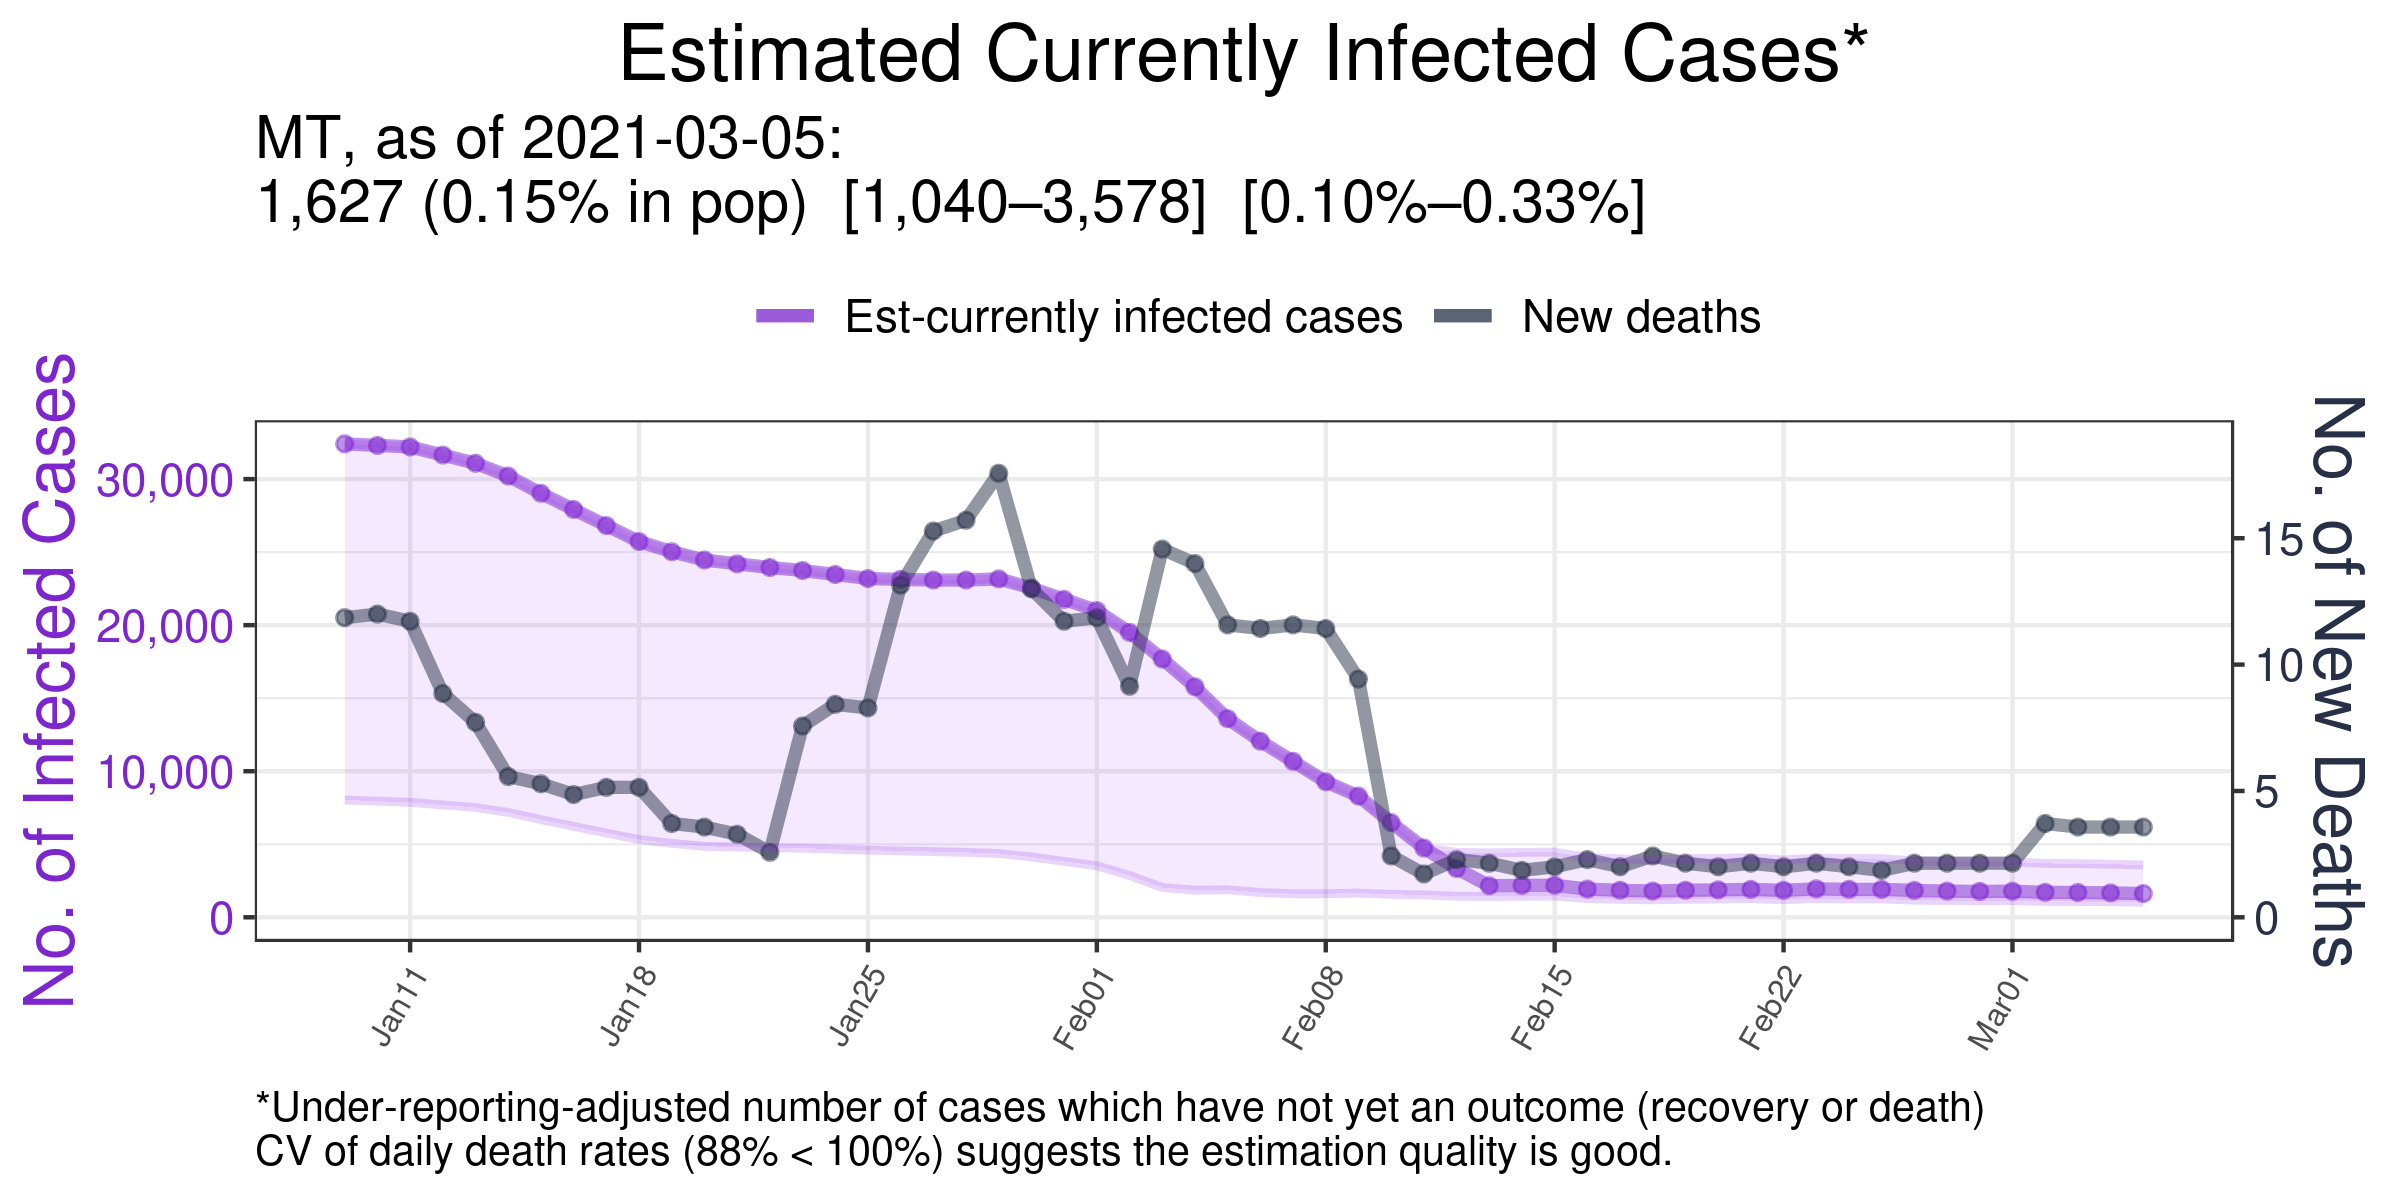 Estimated Currently Infected Cases*
MT, as of 2021-03-05:
1,627 (0.15% in pop)  [1,040–3,578]  [0.10%–0.33%]
Est-currently infected cases
New deaths
No. of Infected Cases
30,000
20,000
10,000
0
No. of New Deaths
15
10
5
0
Jan11
Jan18
Jan25
Feb01
Feb08
Feb15
Feb22
Mar01
*Under-reporting-adjusted number of cases which have not yet an outcome (recovery or death)
CV of daily death rates (88% < 100%) suggests the estimation quality is good.